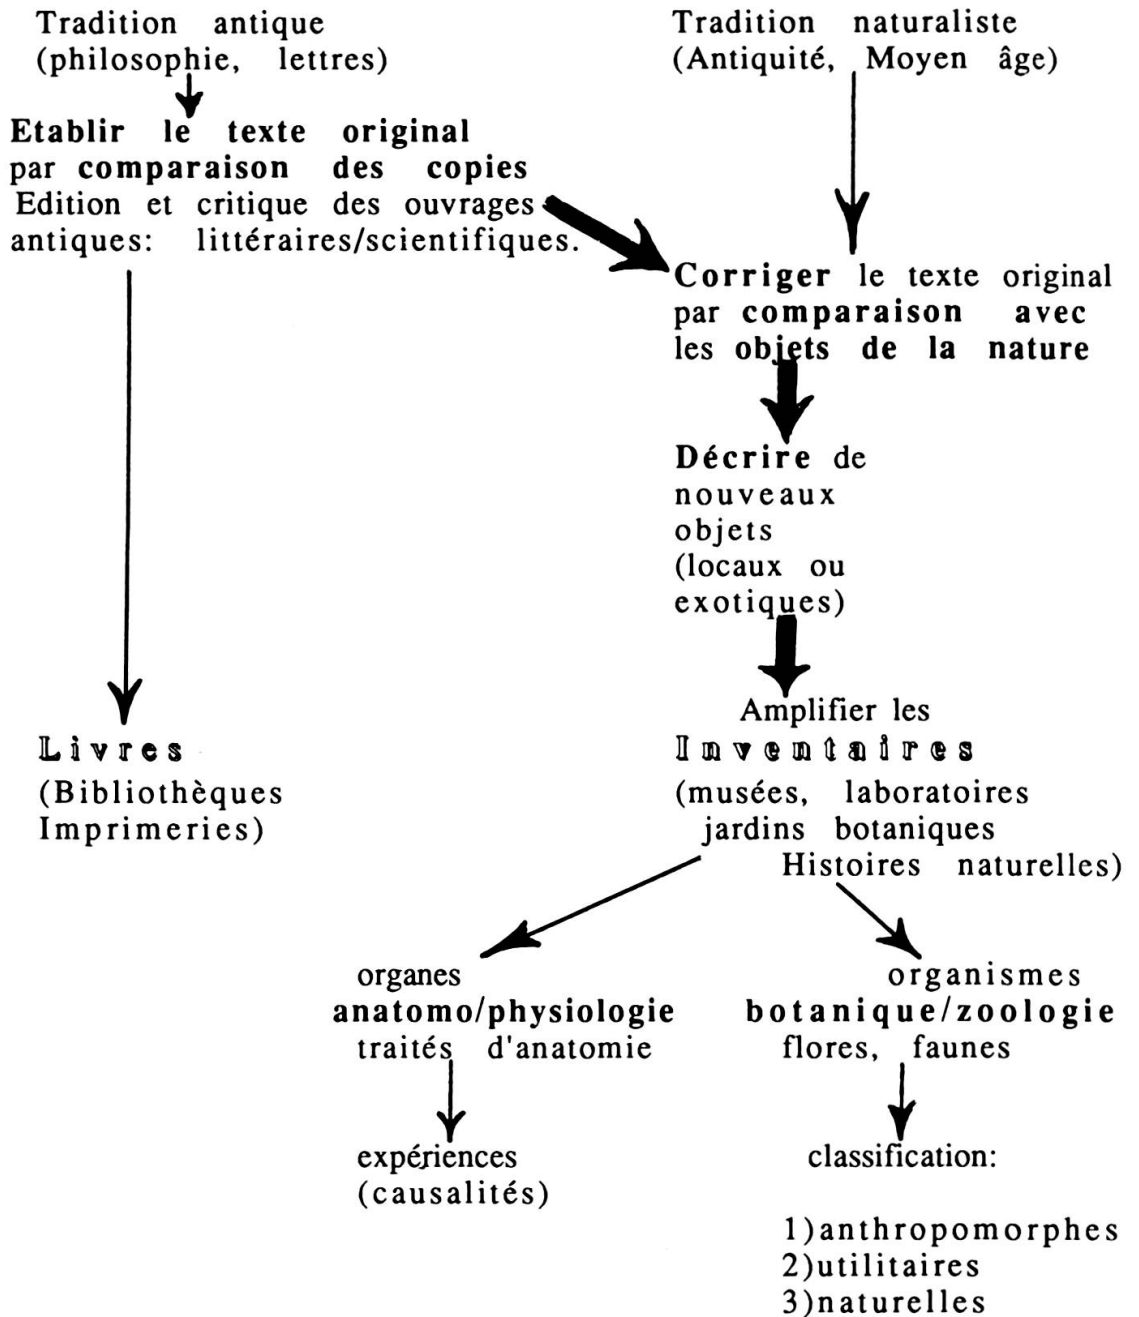 Tradition antique
(philosophie, lettres)
Etablir le texte original
par comparaison des copies
Edition et critique des ouvrages
antiques: littéraires/scientifiques.
Livres
(Bibliothèques
Imprimeries)
Tradition naturaliste
(Antiquité, Moyen âge)
Corriger le texte original
par comparaison avec
les objets de la nature
Décrire de
nouveaux
objets
(locaux ou
exotiques)
Amplifier les
Inventaires
(musées, laboratoires
jardins botaniques
Histoires naturelles)
organes
anatomo/physiologie
traités d'anatomie
expériences
(causalités)
organismes
botanique/zoologie
flores, faunes
classification:
1)anthropomorphes
2)utilitaires
3)naturelles